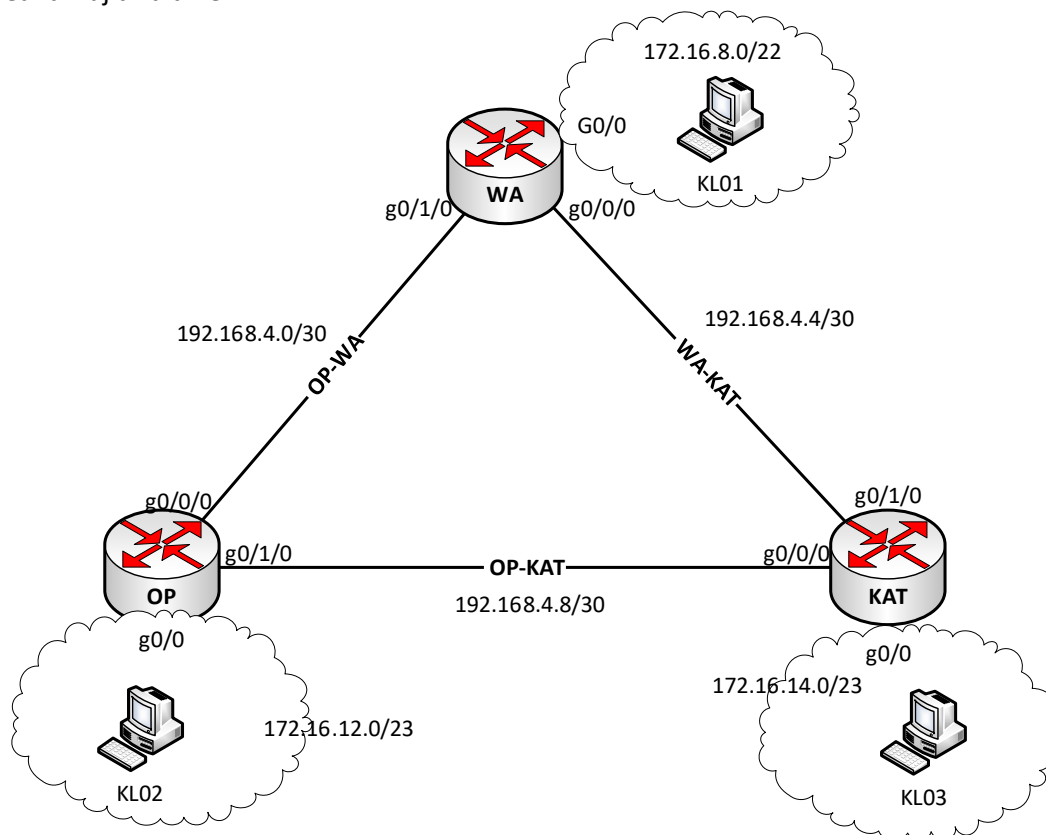 172.16.8.0/22
G0/0
KL01
WA
g0/1/0
g0/0/0
192.168.4.0/30
192.168.4.4/30
OP-WA
WA-KAT
g0/0/0
g0/1/0
g0/1/0
g0/0/0
OP-KAT
OP
KAT
192.168.4.8/30
g0/0
g0/0
172.16.12.0/23
172.16.14.0/23
KL02
KL03